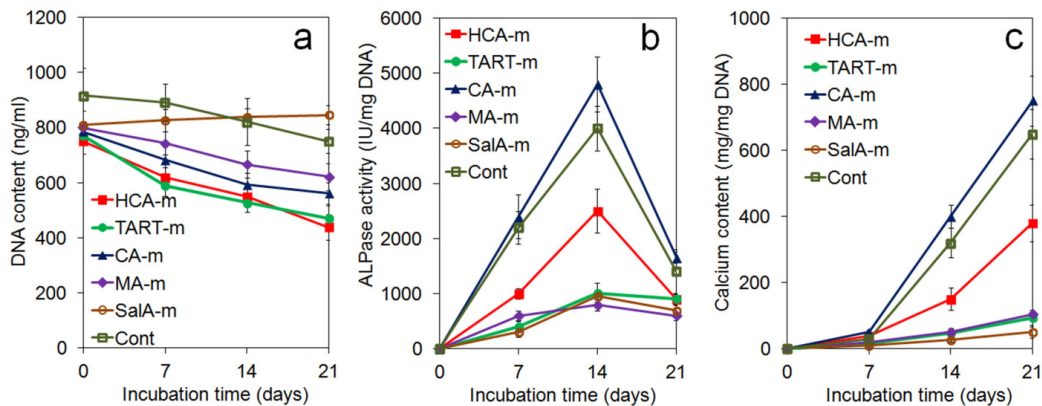 a
DNA content (ng/ml)
1200
1000
800
600
400
200
0
HCA-m
TART-m
CA-m
MA-m
SalA-m
Cont
0 7 14 21
Incubation time (days)
b
ALPase activity (IU/mg DNA)
6000
5000
4000
3000
2000
1000
0
HCA-m
TART-m
CA-m
MA-m
SalA-m
Cont
0 7 14 21
Incubation time (days)
c
Calcium content (mg/mg DNA)
1000
800
600
400
200
0
HCA-m
TART-m
CA-m
MA-m
SalA-m
Cont
0 7 14 21
Incubation time (days)